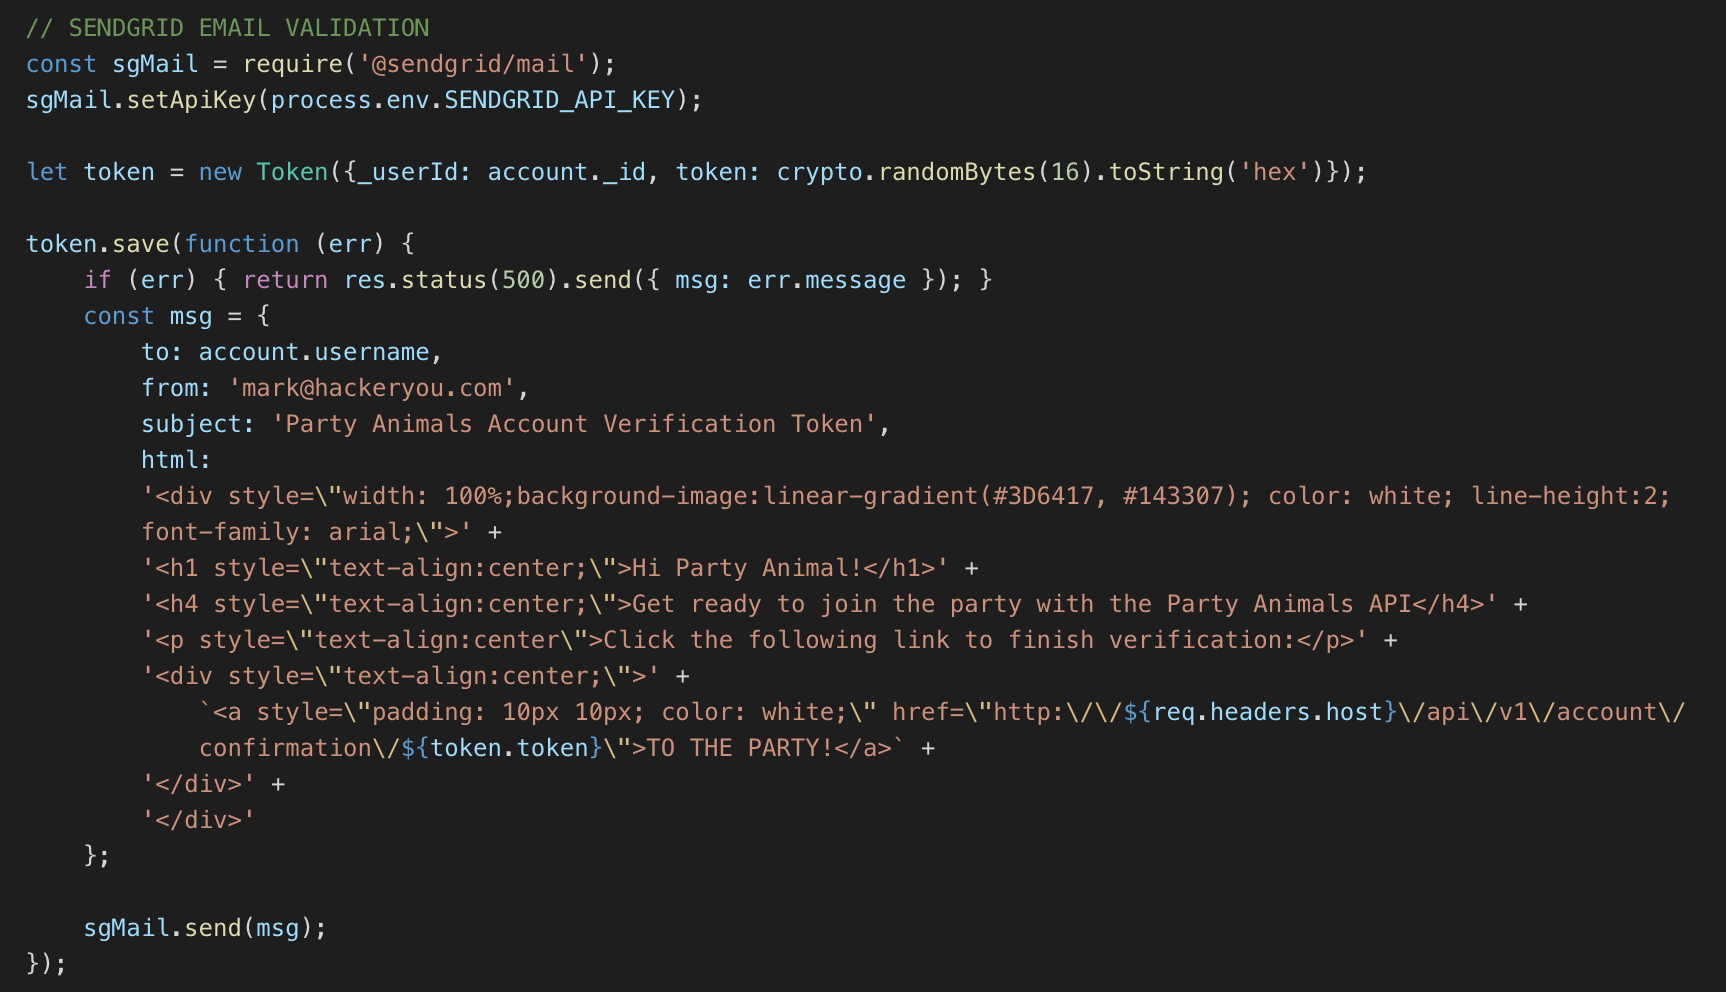 // SENDGRID EMAIL VALIDATION
const sgMail = require('@sendgrid/mail');
sgMail.setApiKey(process.env.SENDGRID_API_KEY);
let token = new Token({_userId: account._id, token: crypto.randomBytes(16).toString('hex')});
token.save(function (err) {
    if (err) { return res.status(500).send({ msg: err.message }); }
    const msg = {
        to: account.username,
        from: 'mark@hackeryou.com',
        subject: 'Party Animals Account Verification Token',
        html:
        '<div style=\"width: 100%;background-image:linear-gradient(#3D6417, #143307); color: white; line-height:2;
        font-family: arial;\">' +
        '<h1 style=\"text-align:center;\">Hi Party Animal!</h1>' +
        '<h4 style=\"text-align:center;\">Get ready to join the party with the Party Animals API</h4>' +
        '<p style=\"text-align:center\">Click the following link to finish verification:</p>' +
        '<div style=\"text-align:center;\">' +
            `<a style=\"padding: 10px 10px; color: white;\" href=\"http:\/\/${req.headers.host}\/api\/v1\/account\/
            confirmation\/${token.token}\">TO THE PARTY!</a>` +
        '</div>' +
        '</div>'
    };
    sgMail.send(msg);
});